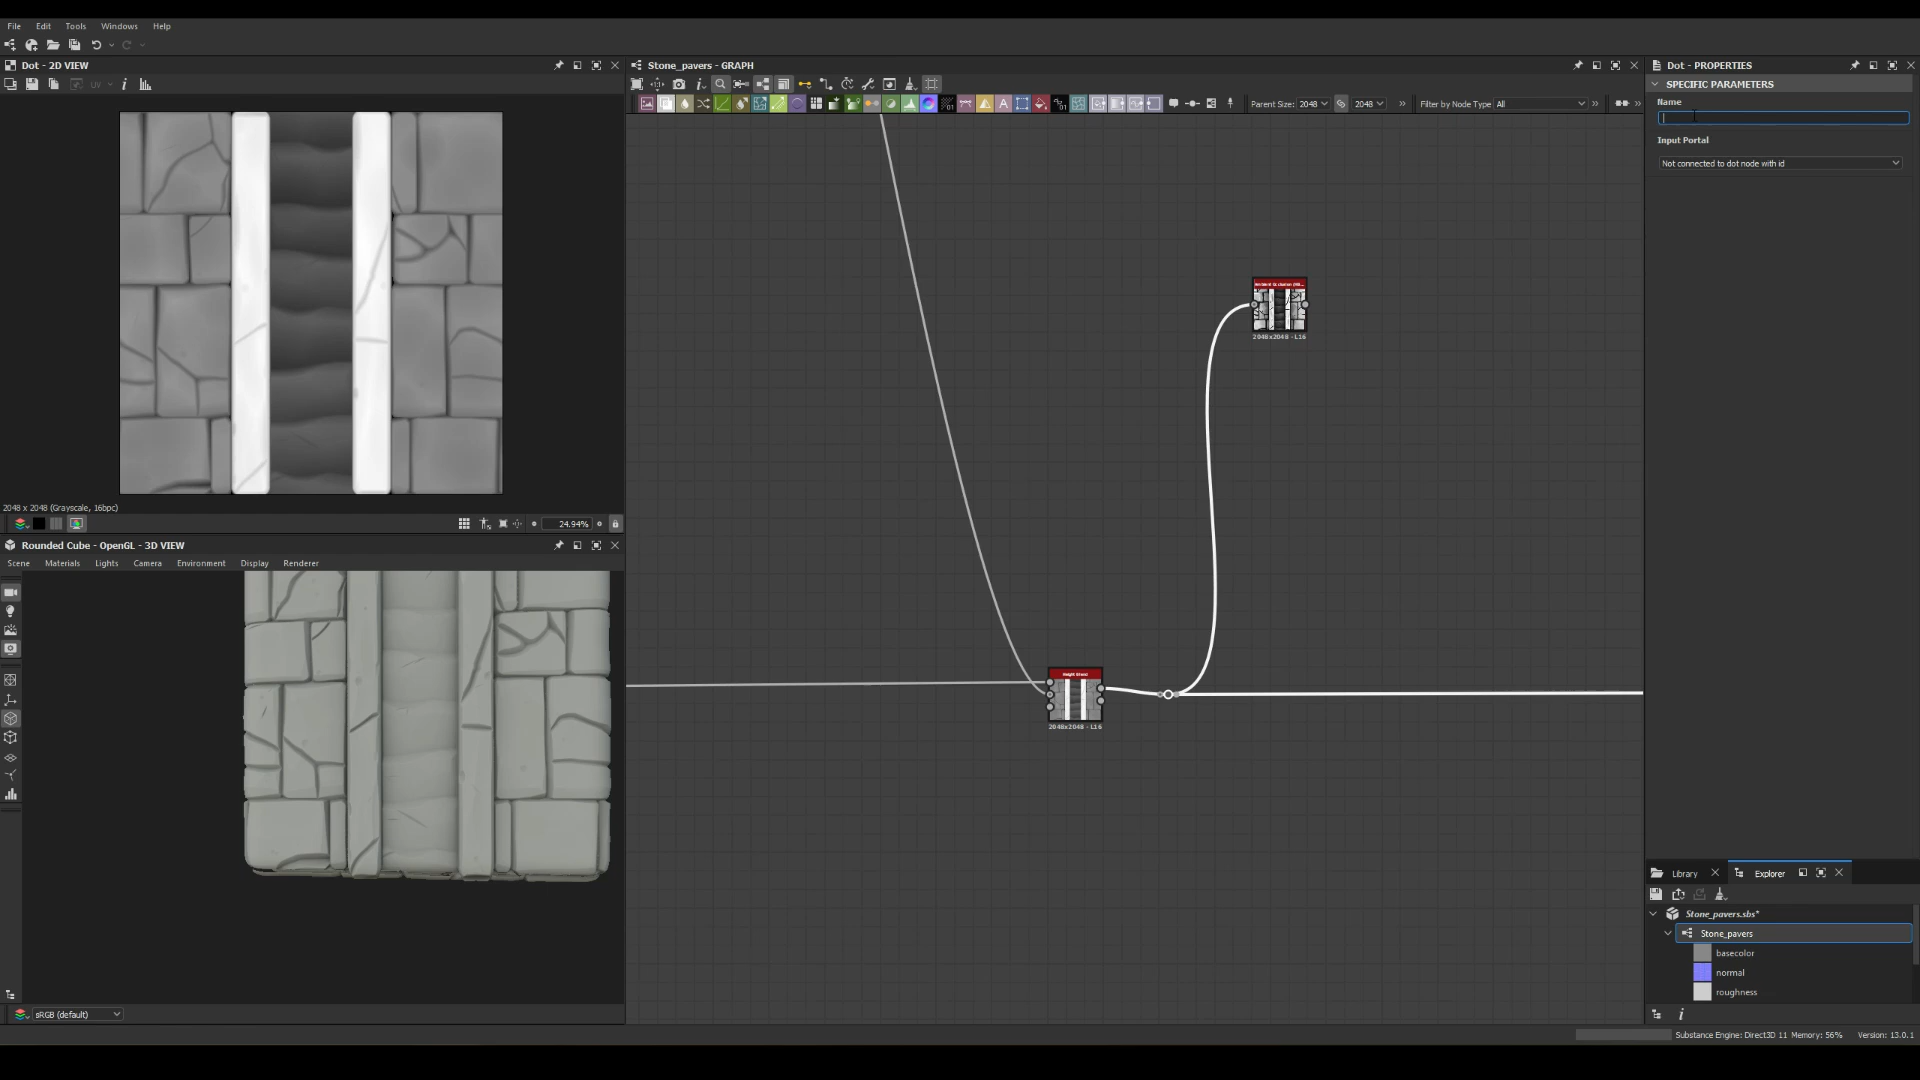 File Edit Tools Windows Help
Dot - 2D VIEW
UV
2048 x 2048 (Grayscale, 16bpc)
24.94%
Rounded Cube - OpenGL - 3D VIEW
Scene Materials Lights Camera Environment Display Renderer
sRGB (default)
Stone_pavers - GRAPH
Parent Size: 2048 2048 Filter by Node Type All
2048x2048 - L16
Height Blend
2048x2048 - L16
Dot - PROPERTIES
SPECIFIC PARAMETERS
Name
Input Portal
Not connected to dot node with id
Library Explorer
Stone_pavers.sbs*
Stone_pavers
basecolor
normal
roughness
Substance Engine: Direct3D 11 Memory: 56% Version: 13.0.1